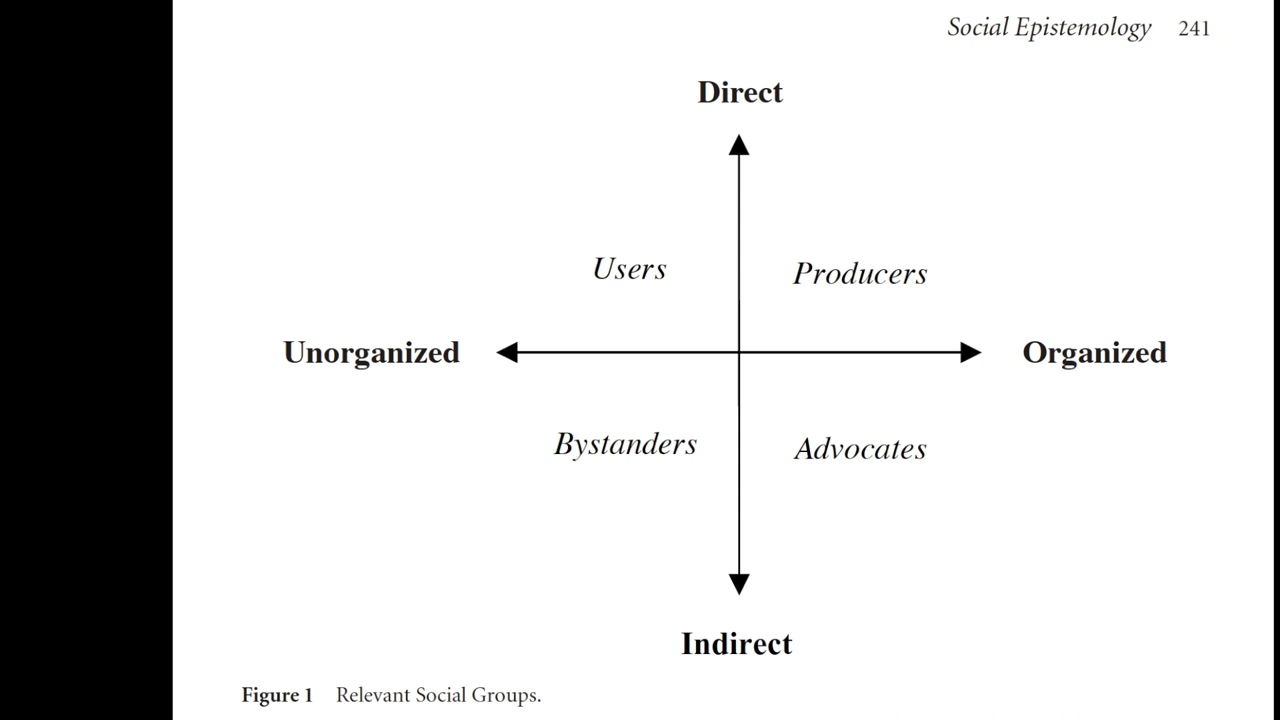 Social Epistemology 241
Direct
Users Producers
Unorganized Organized
Bystanders Advocates
Indirect
Figure 1 Relevant Social Groups.